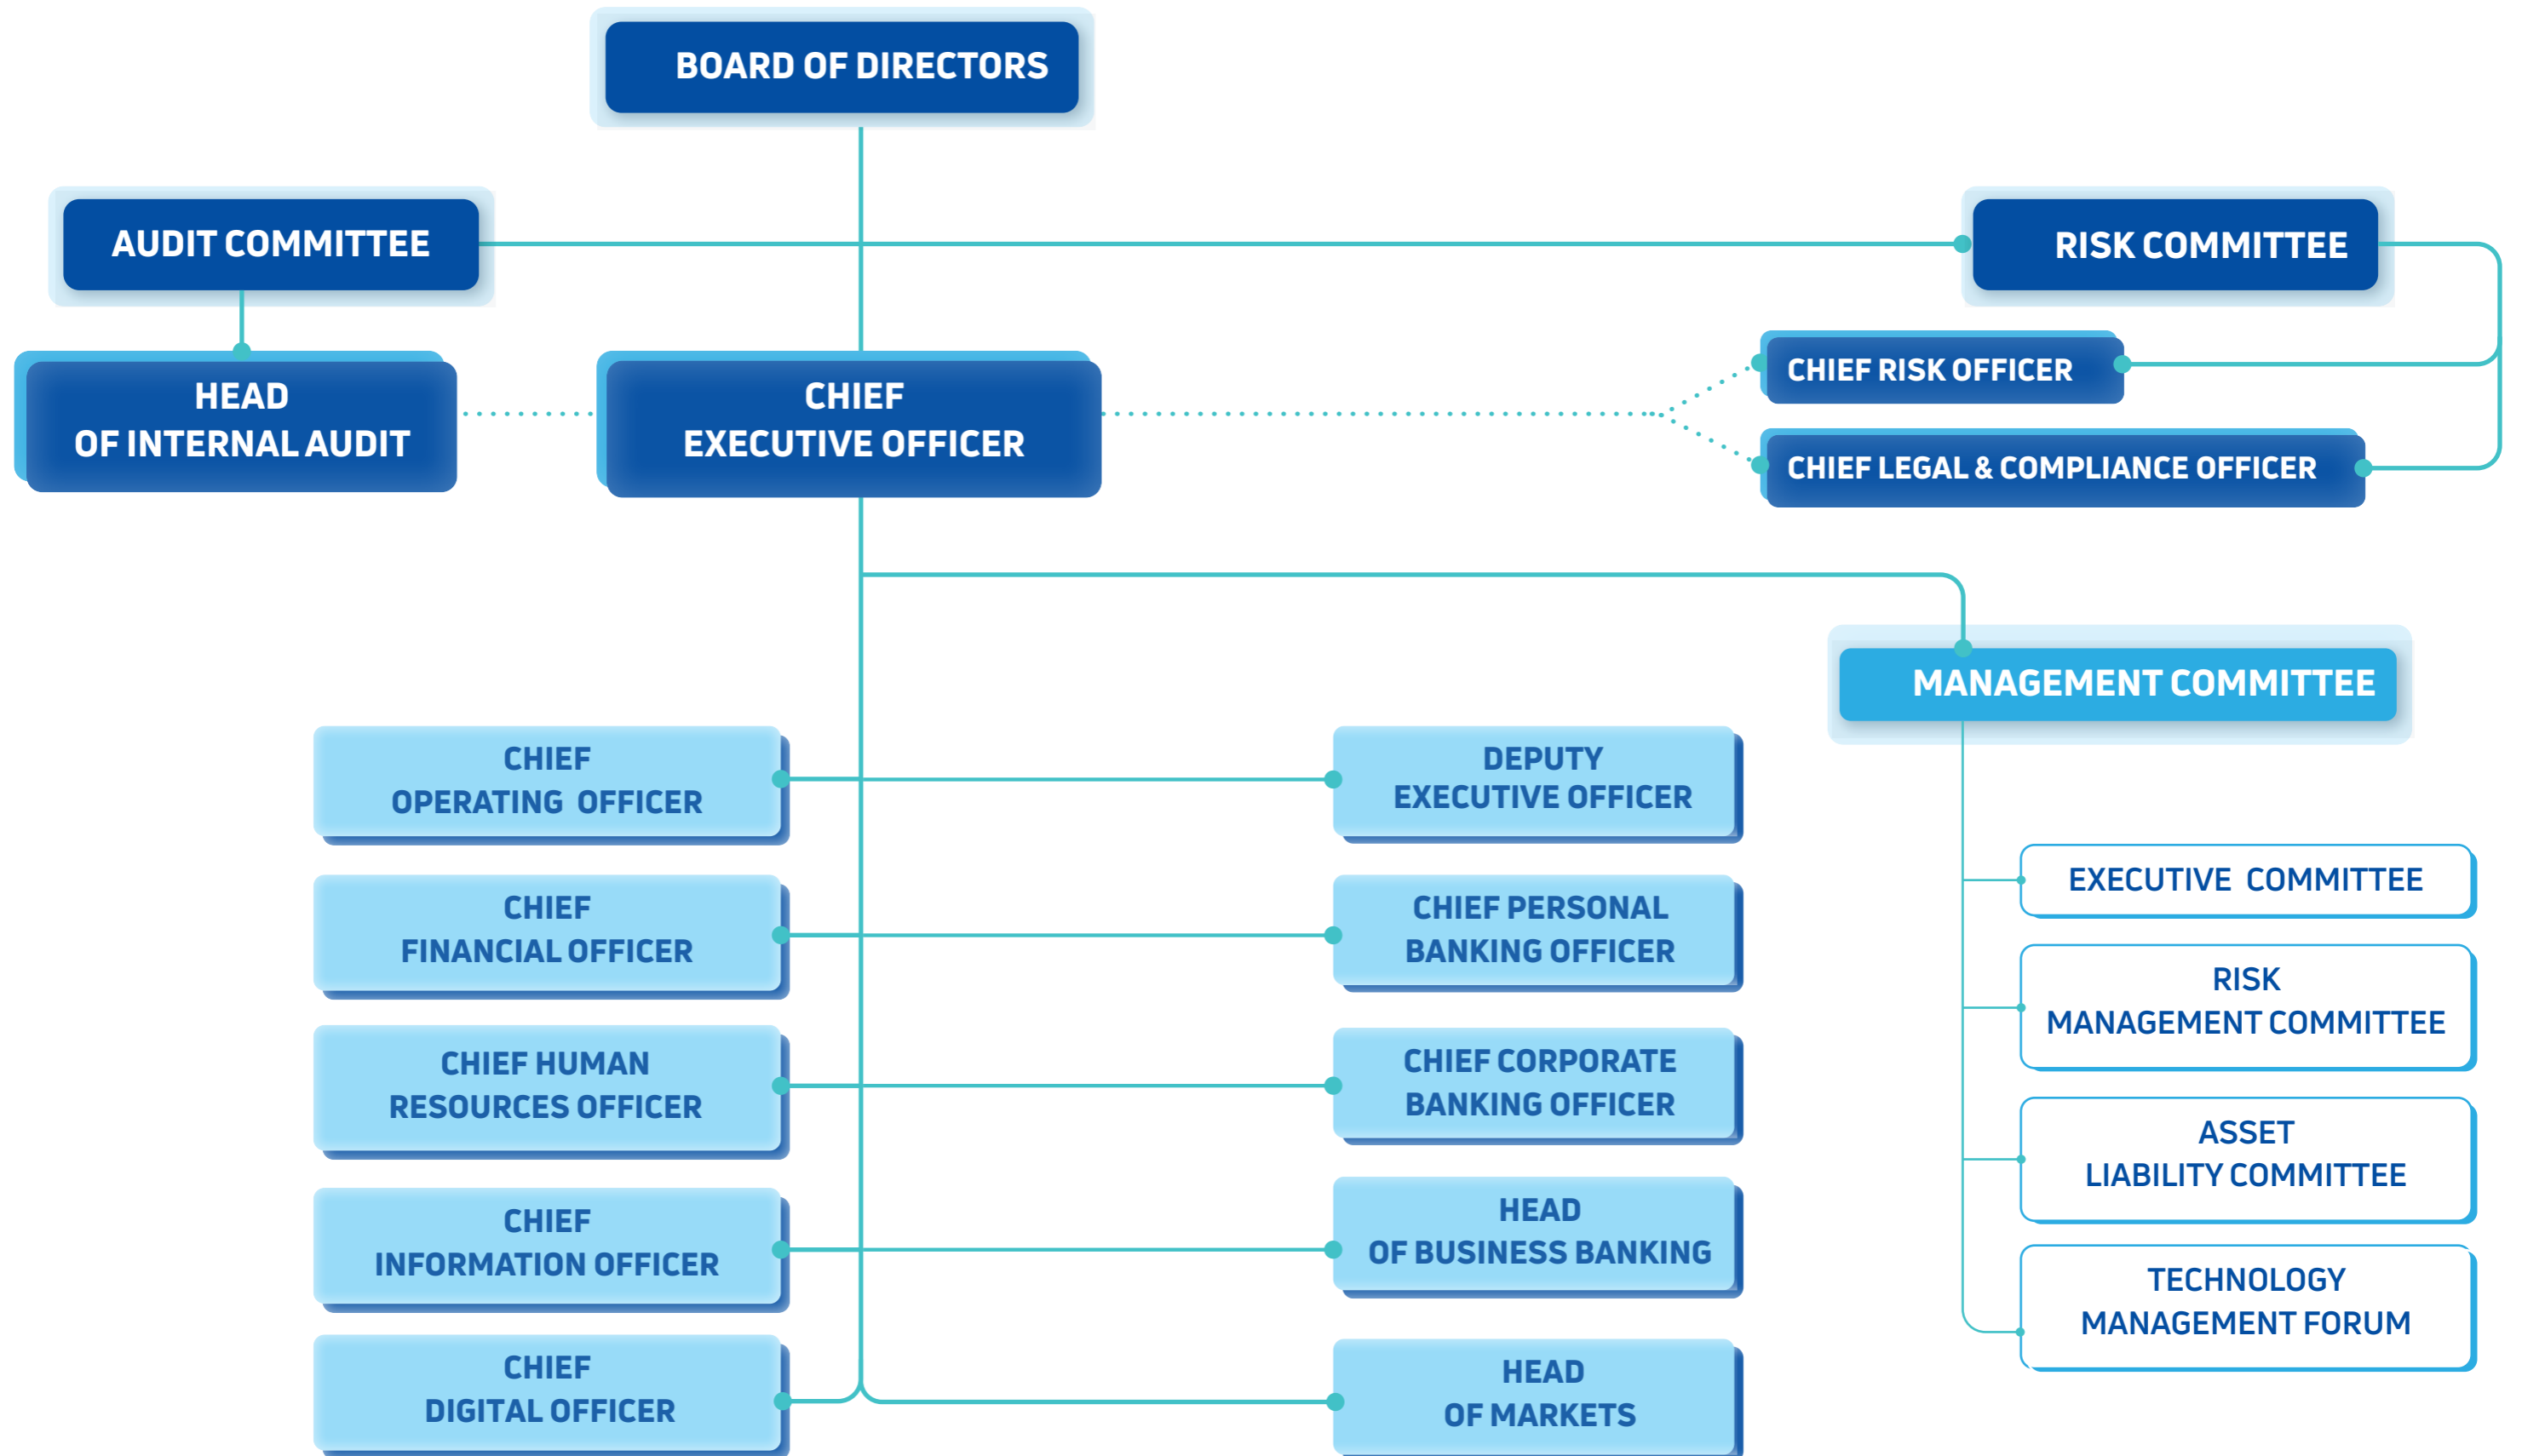 BOARD OF DIRECTORS
AUDIT COMMITTEE
RISK COMMITTEE
HEAD
OF INTERNAL AUDIT
CHIEF
EXECUTIVE OFFICER
CHIEF RISK OFFICER
CHIEF LEGAL & COMPLIANCE OFFICER
MANAGEMENT COMMITTEE
CHIEF
OPERATING OFFICER
DEPUTY
EXECUTIVE OFFICER
CHIEF
FINANCIAL OFFICER
CHIEF PERSONAL
BANKING OFFICER
CHIEF HUMAN
RESOURCES OFFICER
CHIEF CORPORATE
BANKING OFFICER
CHIEF
INFORMATION OFFICER
HEAD
OF BUSINESS BANKING
CHIEF
DIGITAL OFFICER
HEAD
OF MARKETS
EXECUTIVE COMMITTEE
RISK
MANAGEMENT COMMITTEE
ASSET
LIABILITY COMMITTEE
TECHNOLOGY
MANAGEMENT FORUM